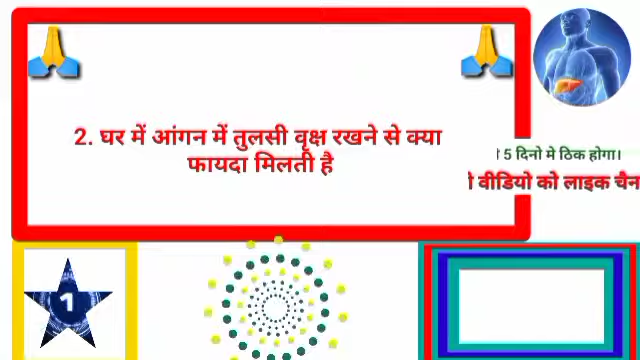 2. घर में आंगन में तुलसी वृक्ष रखने से क्या
फायदा मिलती है
5 दिनो मे ठिक होगा।
वीडियो को लाइक चैन
1